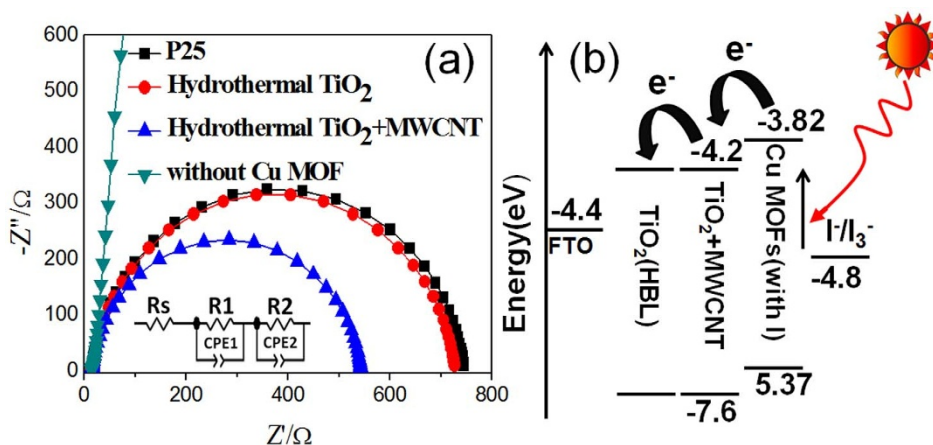 (a)
P25
Hydrothermal TiO₂
Hydrothermal TiO₂+MWCNT
without Cu MOF
600
500
400
300
200
100
0
-Z''/Ω
0
200
400
600
800
Z'/Ω
Rs
R1
R2
CPE1
CPE2
(b)
Energy(eV)
e⁻
e⁻
-3.82
-4.2
-4.4
FTO
TiO₂(HBL)
TiO₂+MWCNT
Cu MOFs(with I)
I⁻/I₃⁻
-4.8
5.37
-7.6